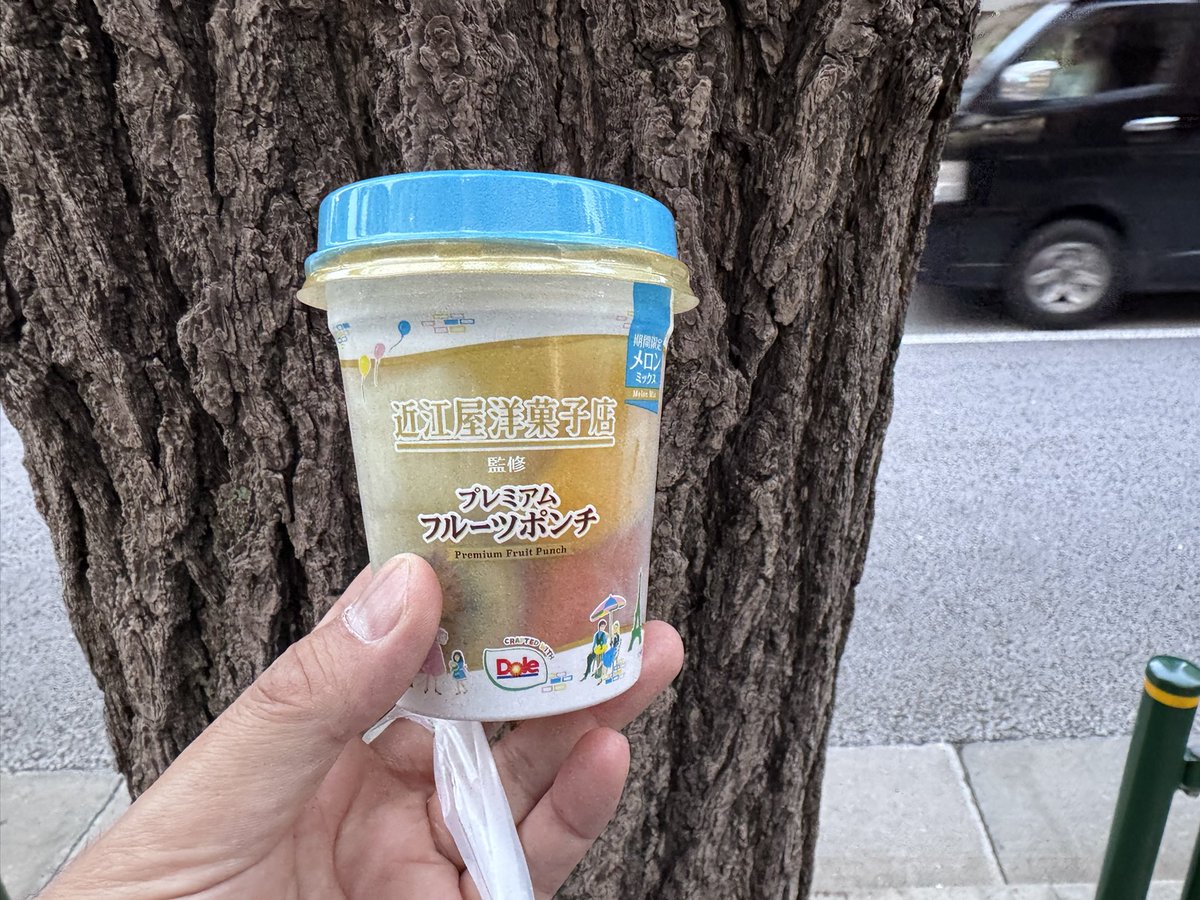 期間限定
メロン
ミックス
Melon Mix
近江屋洋菓子店
監修
プレミアム
フルーツポンチ
Premium Fruit Punch
CRAFTED WITH
Dole